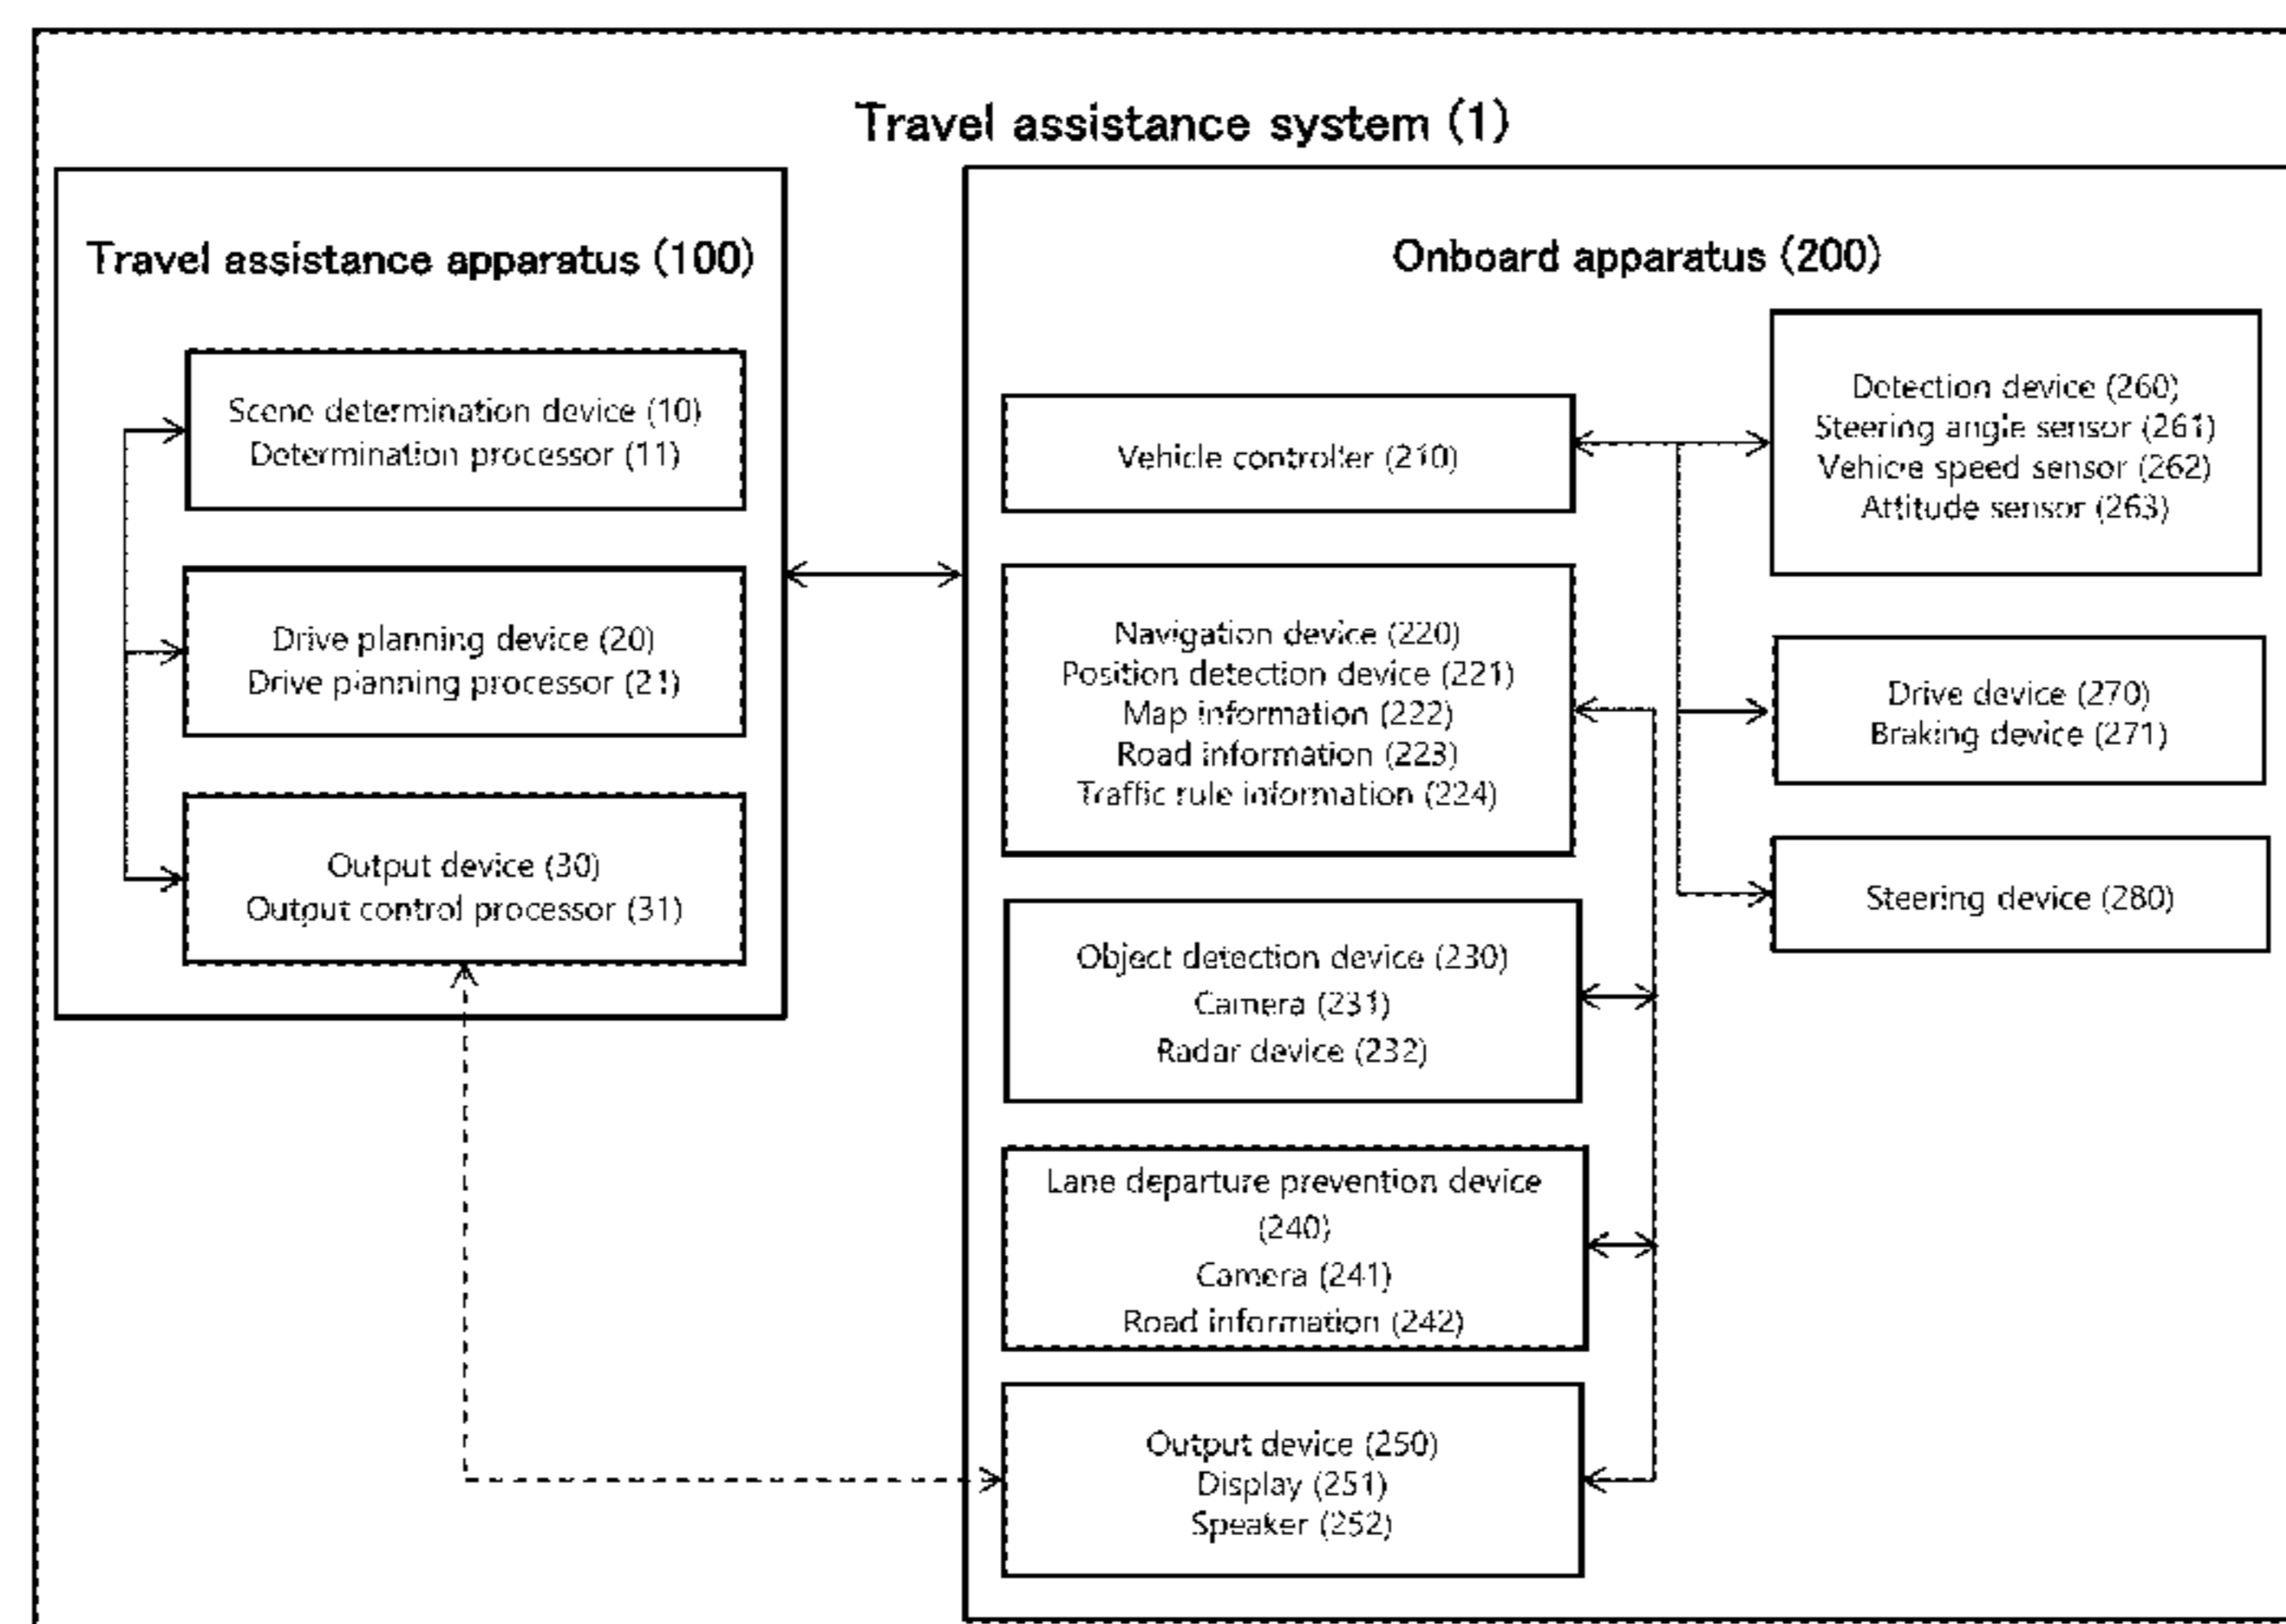 Travel assistance system (1)
Travel assistance apparatus (100)
Scene determination device (10)
Determination processor (11)
Drive planning device (20)
Drive planning processor (21)
Output device (30)
Output control processor (31)
Onboard apparatus (200)
Vehicle controller (210)
Navigation device (220)
Position detection device (221)
Map information (222)
Road information (223)
Traffic rule information (224)
Object detection device (230)
Camera (231)
Radar device (232)
Lane departure prevention device
(240)
Camera (241)
Road information (242)
Output device (250)
Display (251)
Speaker (252)
Detection device (260)
Steering angle sensor (261)
Vehicle speed sensor (262)
Attitude sensor (263)
Drive device (270)
Braking device (271)
Steering device (280)